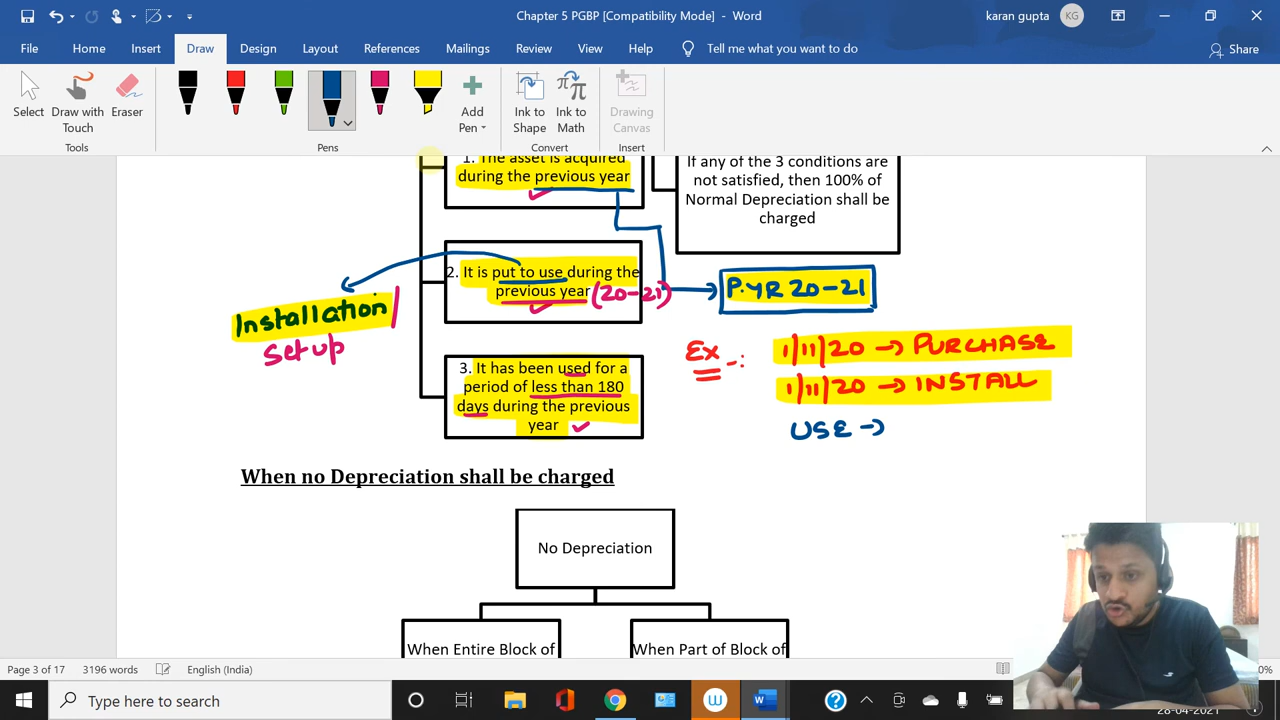 Chapter 5 PGBP [Compatibility Mode] - Word
karan gupta
KG
File Home Insert Draw Design Layout References Mailings Review View Help Tell me what you want to do Share
Select
Draw with Touch
Eraser
Add Pen
Ink to Shape
Ink to Math
Drawing Canvas
Tools
Pens
Convert
Insert
1. The asset is acquired
during the previous year
If any of the 3 conditions are
not satisfied, then 100% of
Normal Depreciation shall be
charged
2. It is put to use during the
previous year (20-21)
P.YR 20-21
Installation
Set up
3. It has been used for a
period of less than 180
days during the previous
year
Ex -:
1/11/20 → PURCHASE
1/11/20 → INSTALL
USE →
When no Depreciation shall be charged
No Depreciation
When Entire Block of
When Part of Block of
Page 3 of 17 3196 words English (India)
0%
Type here to search
W
28-04-2021